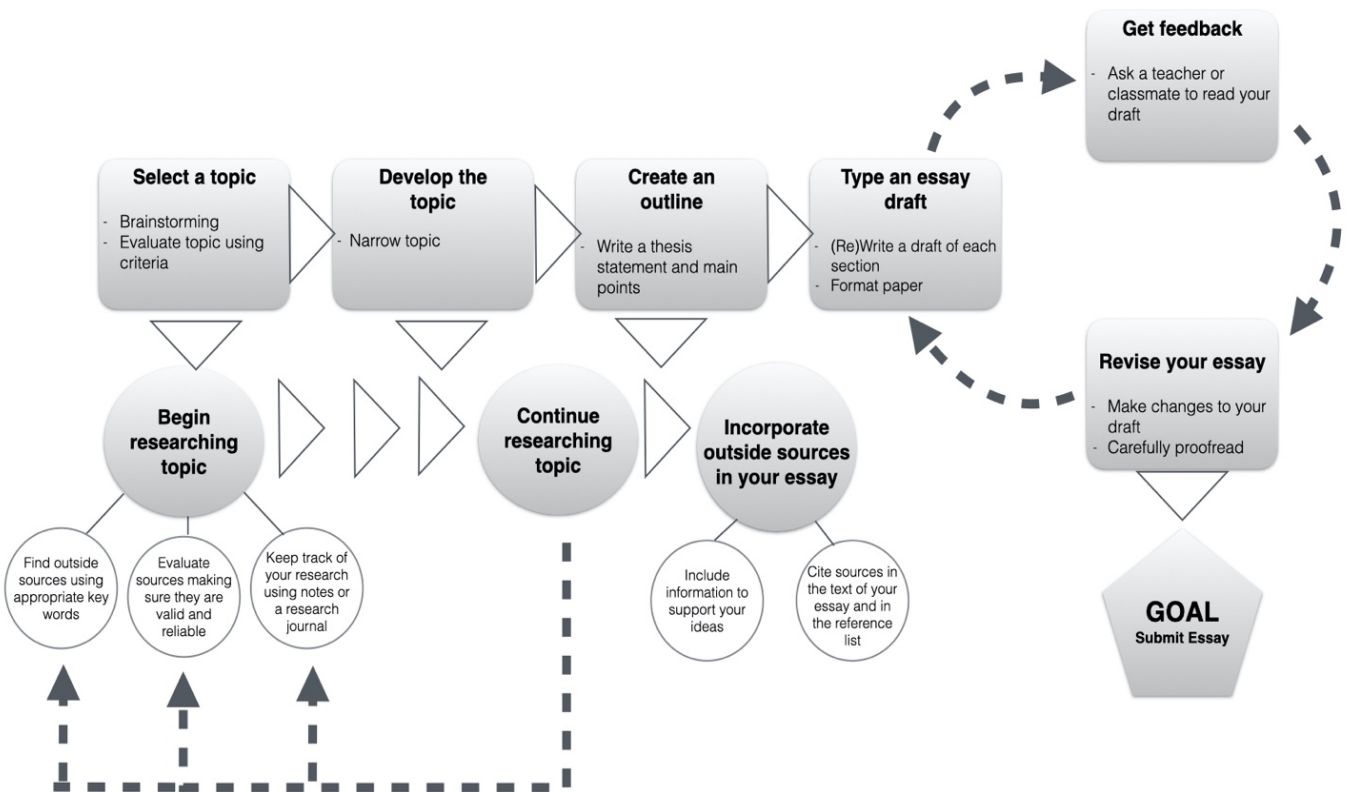 Get feedback
- Ask a teacher or
classmate to read your
draft
Select a topic
- Brainstorming
- Evaluate topic using
criteria
Develop the
topic
- Narrow topic
Create an
outline
- Write a thesis
statement and main
points
Type an essay
draft
- (Re)Write a draft of each
section
- Format paper
Revise your essay
- Make changes to your
draft
- Carefully proofread
Begin
researching
topic
Continue
researching
topic
Incorporate
outside sources
in your essay
Find outside
sources using
appropriate key
words
Evaluate
sources making
sure they are
valid and
reliable
Keep track of
your research
using notes or
a research
journal
Include
information to
support your
ideas
Cite sources in
the text of your
essay and in
the reference
list
GOAL
Submit Essay